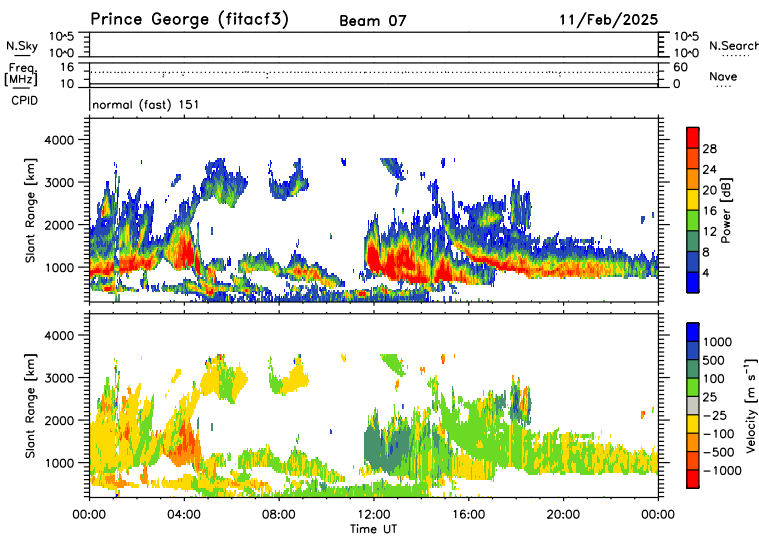 Prince George (fitacf3) Beam 07 11/Feb/2025
N.Sky 10^5 10^0 10^5 10^0 N.Search
Freq [MHz] 16 10 60 0 Nave
CPID normal (fast) 151
Slant Range [km] 4000 3000 2000 1000
Power [dB] 28 24 20 16 12 8 4
Slant Range [km] 4000 3000 2000 1000
Velocity [m s⁻¹] 1000 500 100 25 −25 −100 −500 −1000
00:00 04:00 08:00 12:00 16:00 20:00 00:00
Time UT